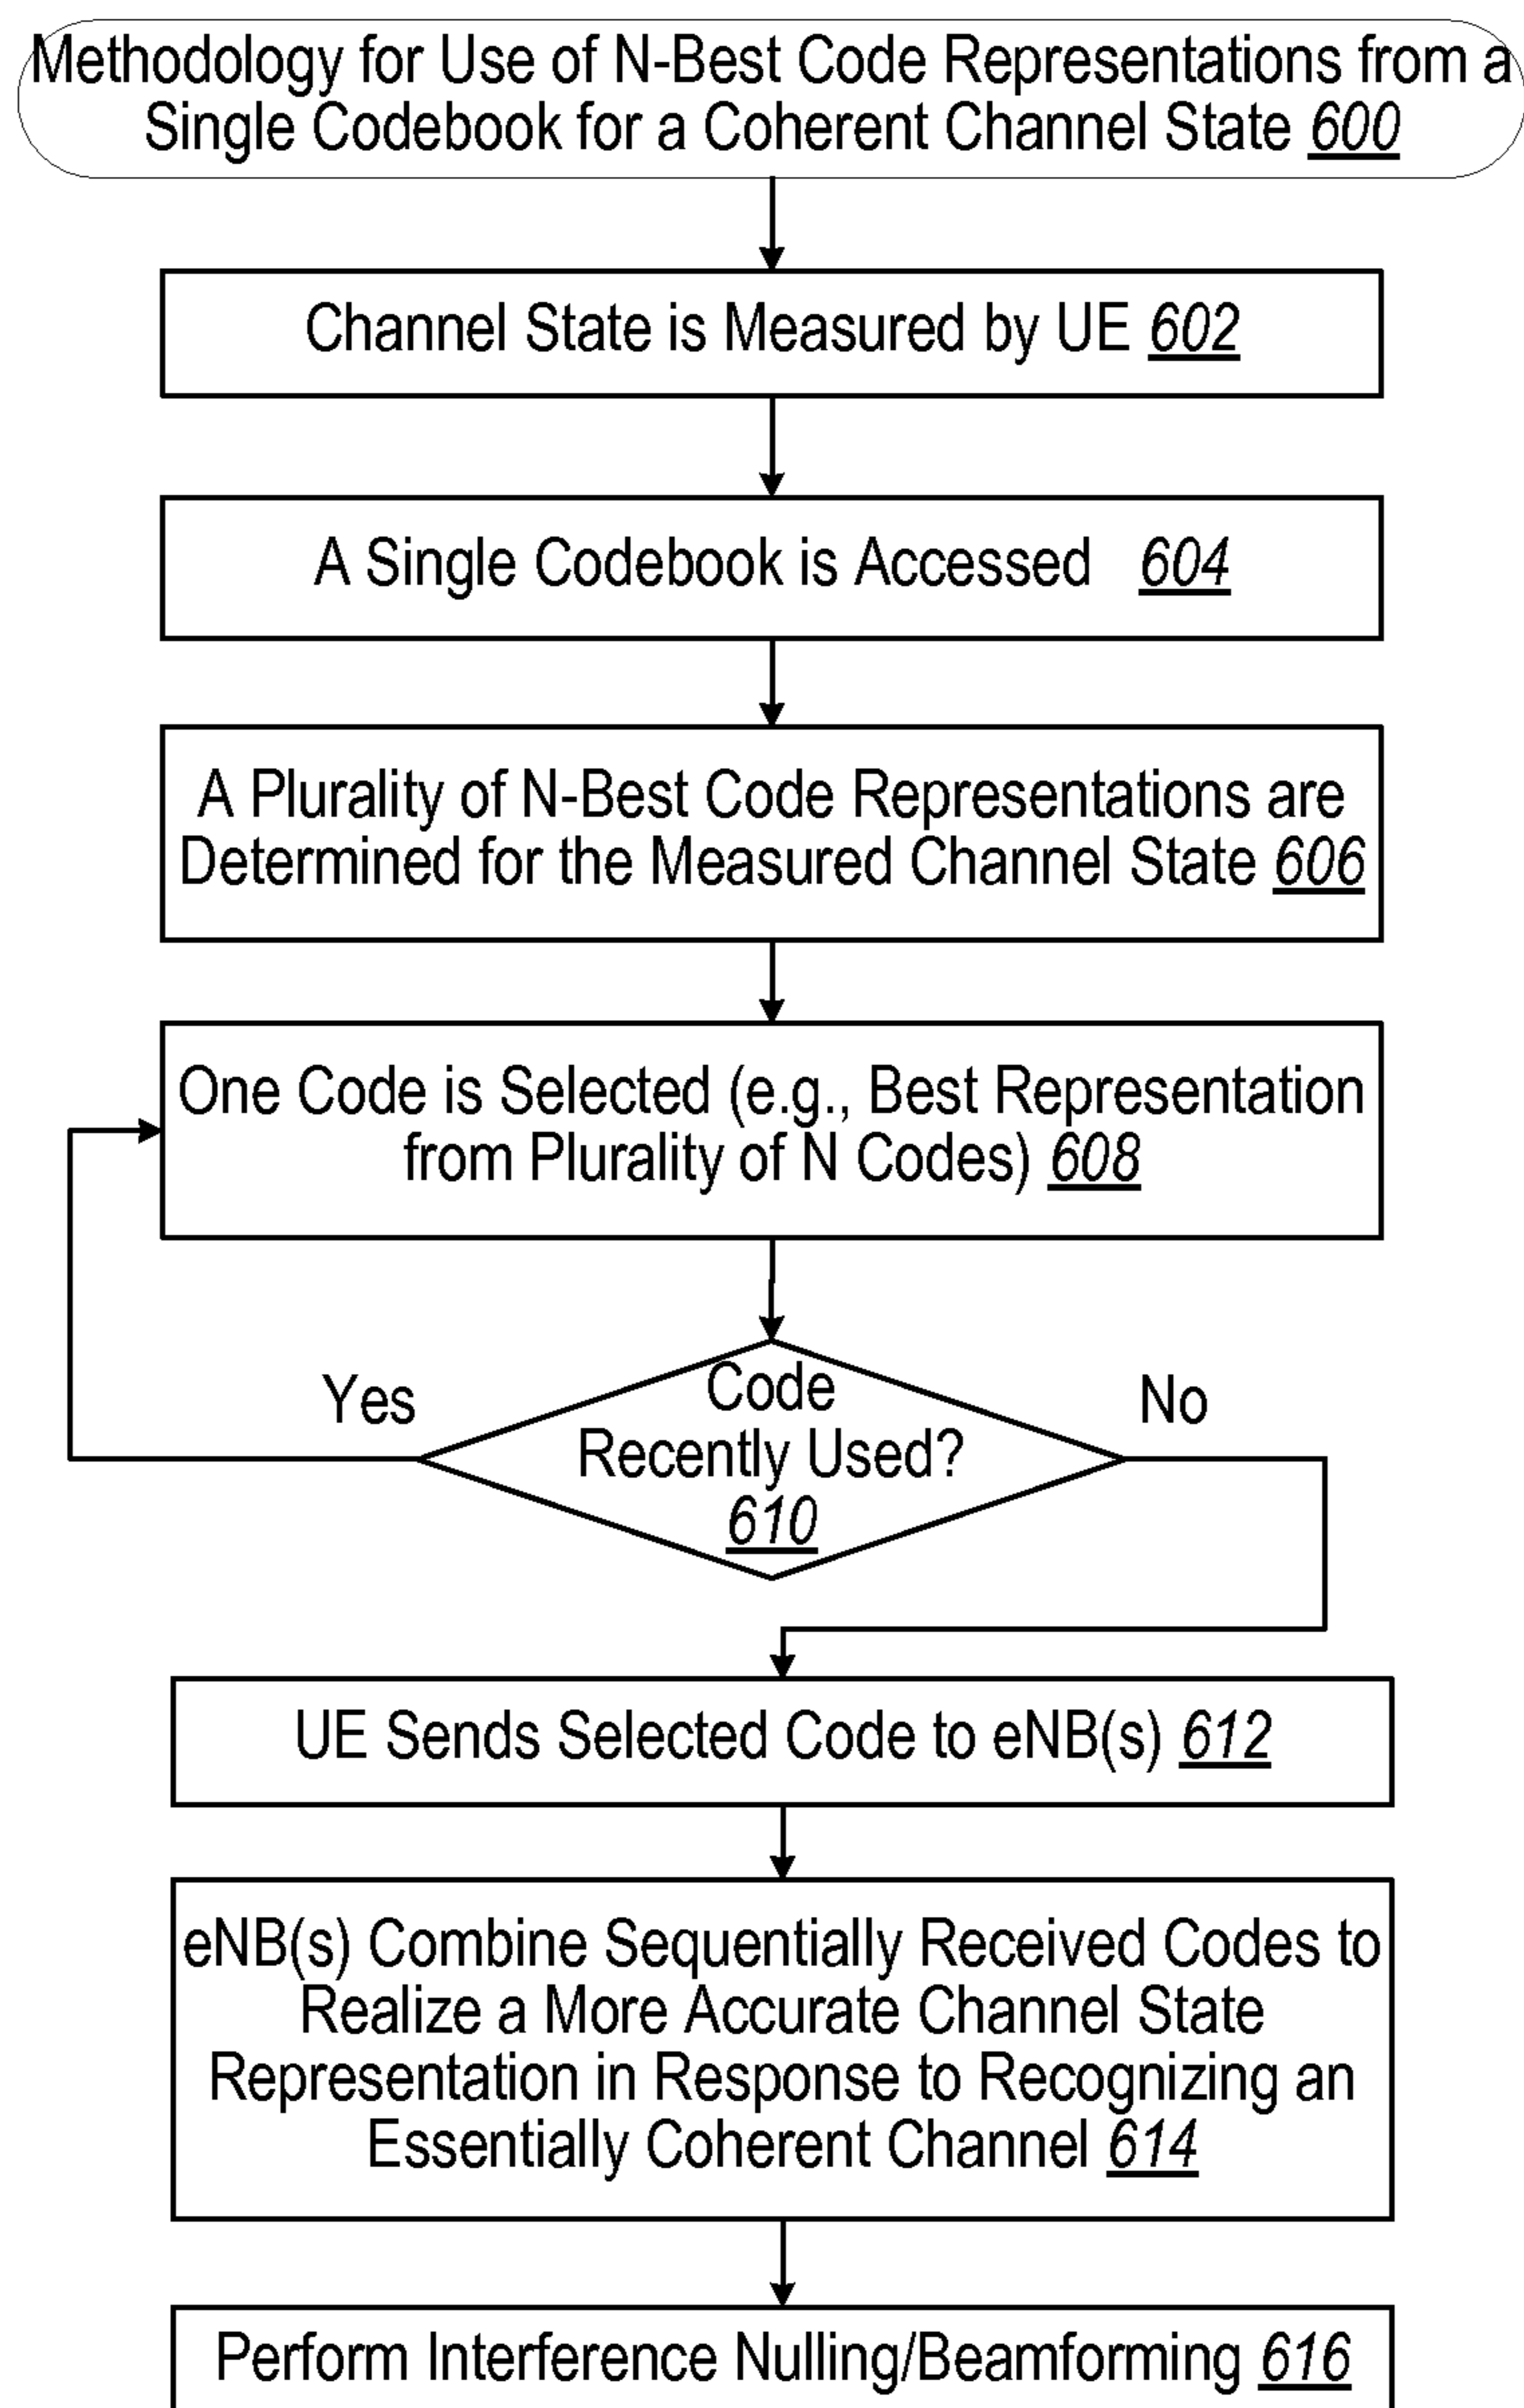 Methodology for Use of N-Best Code Representations from a
Single Codebook for a Coherent Channel State 600
Channel State is Measured by UE 602
A Single Codebook is Accessed 604
A Plurality of N-Best Code Representations are
Determined for the Measured Channel State 606
One Code is Selected (e.g., Best Representation
from Plurality of N Codes) 608
Yes
Code
No
Recently Used?
610
UE Sends Selected Code to eNB(s) 612
eNB(s) Combine Sequentially Received Codes to
Realize a More Accurate Channel State
Representation in Response to Recognizing an
Essentially Coherent Channel 614
Perform Interference Nulling/Beamforming 616